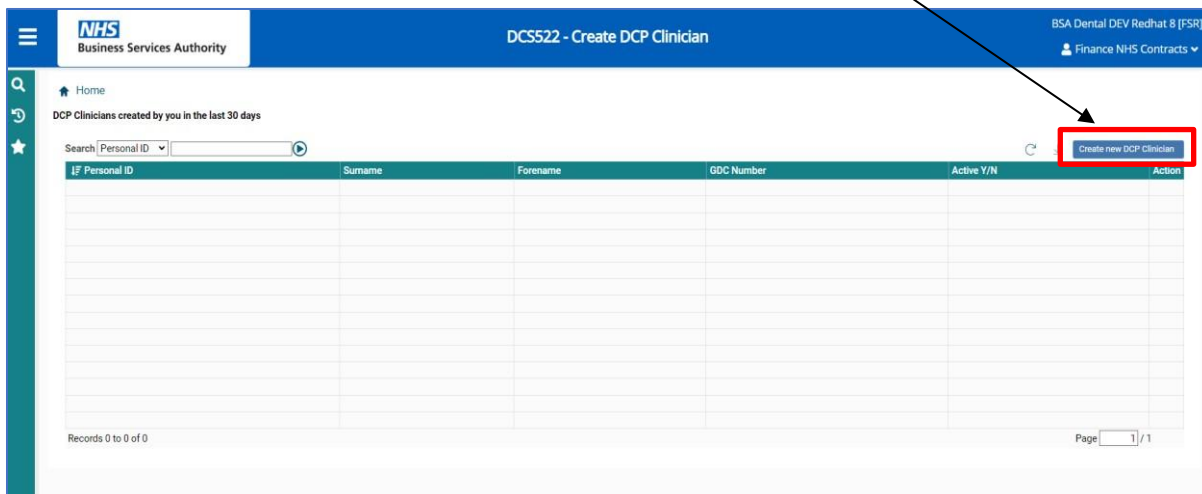 NHS
Business Services Authority
DCS522 - Create DCP Clinician
BSA Dental DEV Redhat 8 [FSR]
Finance NHS Contracts
Home
DCP Clinicians created by you in the last 30 days
Search Personal ID
Create new DCP Clinician
Personal ID Surname Forename GDC Number Active Y/N Action
Records 0 to 0 of 0
Page 1 / 1